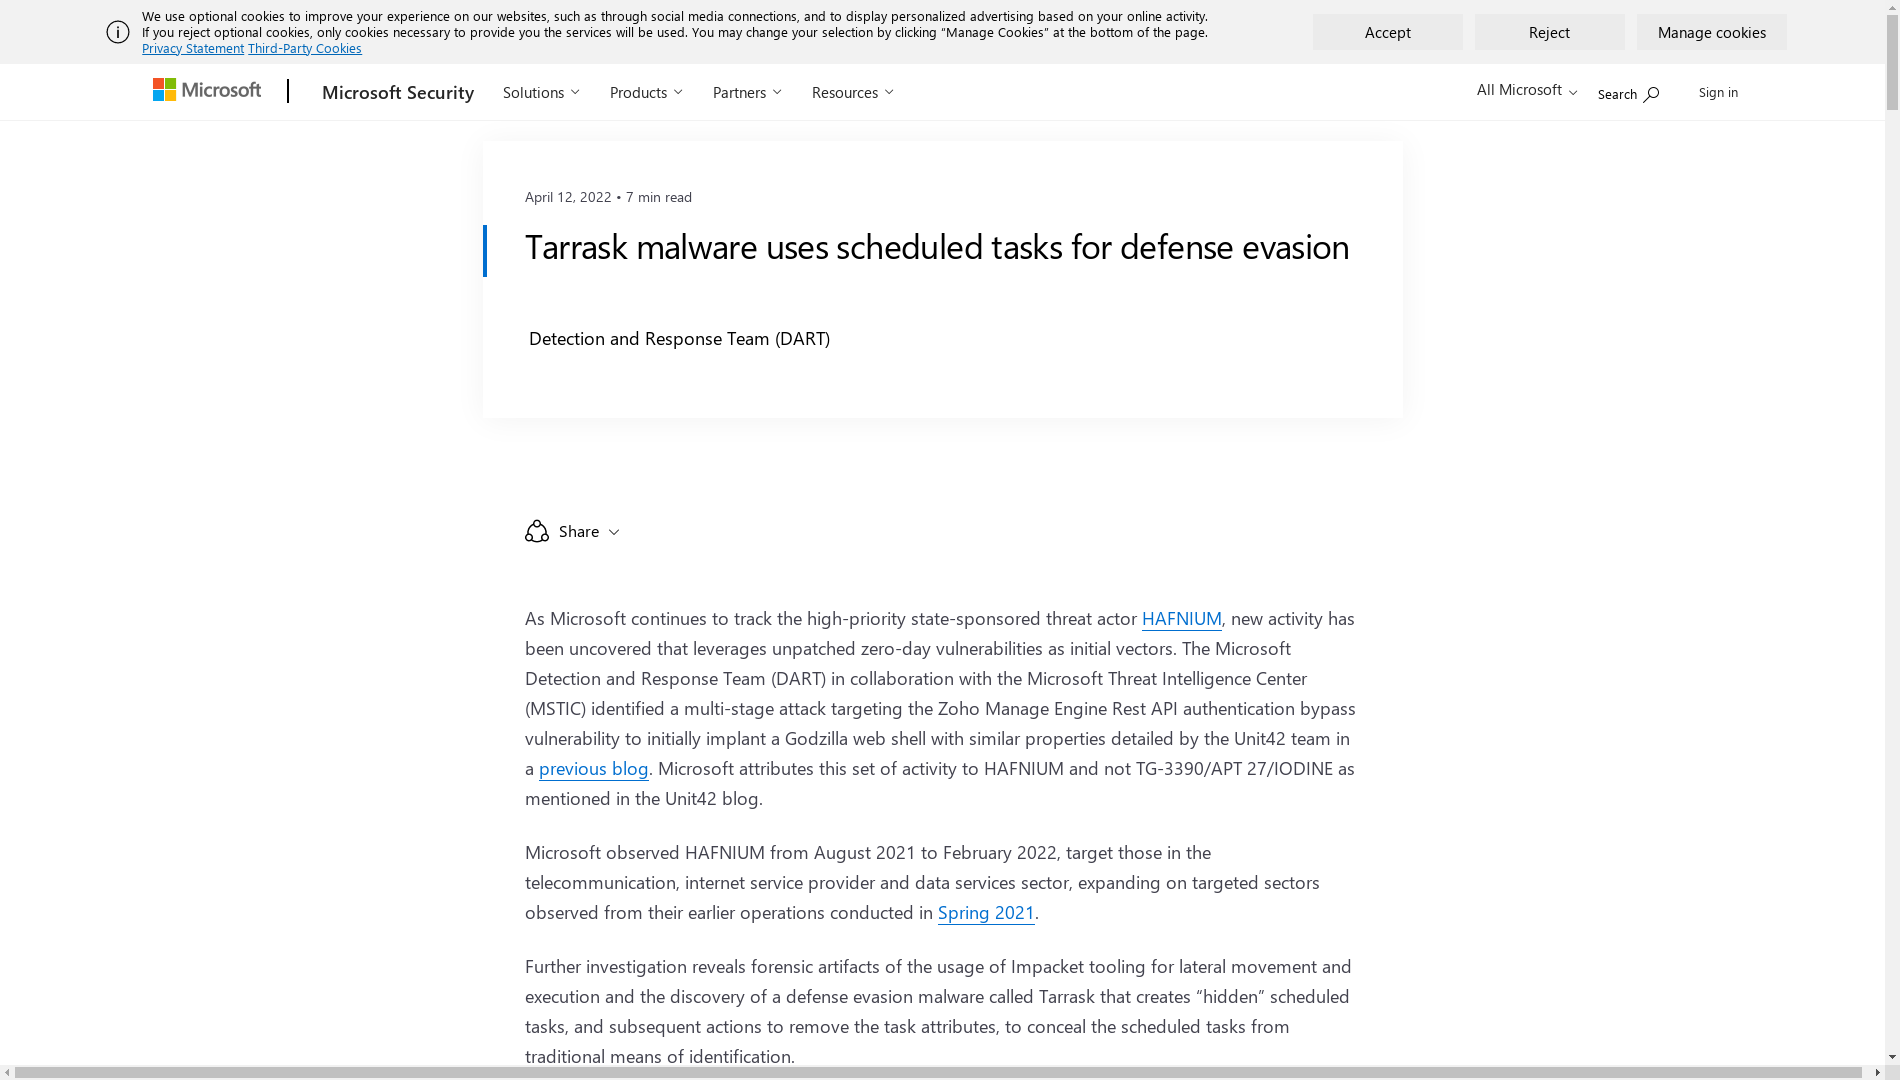 We use optional cookies to improve your experience on our websites, such as through social media connections, and to display personalized advertising based on your online activity.
If you reject optional cookies, only cookies necessary to provide you the services will be used. You may change your selection by clicking “Manage Cookies” at the bottom of the page.
Privacy Statement Third-Party Cookies
Accept
Reject
Manage cookies
Microsoft
Microsoft Security
Solutions
Products
Partners
Resources
All Microsoft
Search
Sign in
April 12, 2022 • 7 min read
Tarrask malware uses scheduled tasks for defense evasion
Detection and Response Team (DART)
Share
As Microsoft continues to track the high-priority state-sponsored threat actor HAFNIUM, new activity has
been uncovered that leverages unpatched zero-day vulnerabilities as initial vectors. The Microsoft
Detection and Response Team (DART) in collaboration with the Microsoft Threat Intelligence Center
(MSTIC) identified a multi-stage attack targeting the Zoho Manage Engine Rest API authentication bypass
vulnerability to initially implant a Godzilla web shell with similar properties detailed by the Unit42 team in
a previous blog. Microsoft attributes this set of activity to HAFNIUM and not TG-3390/APT 27/IODINE as
mentioned in the Unit42 blog.
Microsoft observed HAFNIUM from August 2021 to February 2022, target those in the
telecommunication, internet service provider and data services sector, expanding on targeted sectors
observed from their earlier operations conducted in Spring 2021.
Further investigation reveals forensic artifacts of the usage of Impacket tooling for lateral movement and
execution and the discovery of a defense evasion malware called Tarrask that creates “hidden” scheduled
tasks, and subsequent actions to remove the task attributes, to conceal the scheduled tasks from
traditional means of identification.